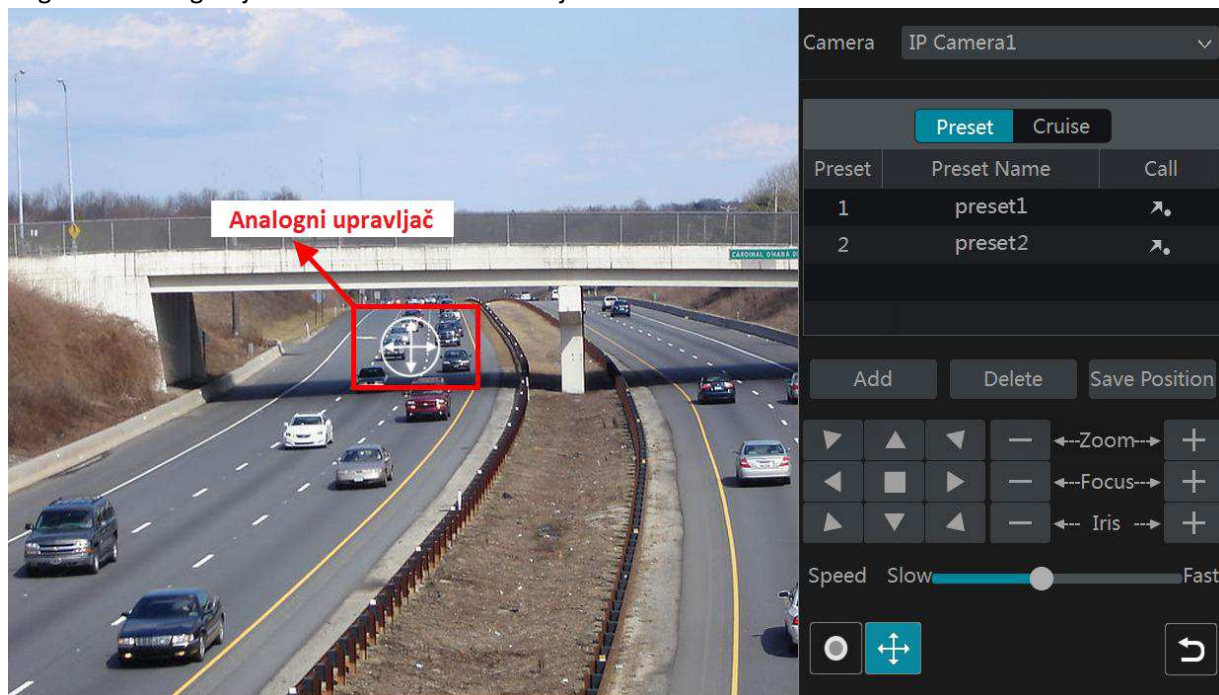 Camera
IP Camera1
Preset Cruise
Preset Preset Name Call
1 preset1
2 preset2
Analogni upravljač
CARDINAL O'HARA
Add Delete Save Position
Zoom
Focus
Iris
Speed Slow Fast